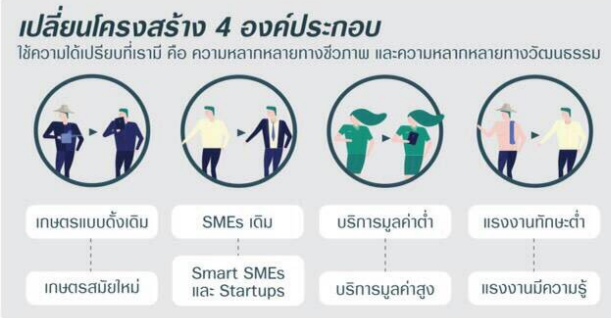 เปลี่ยนโครงสร้าง 4 องค์ประกอบ
ใช้ความได้เปรียบที่เรามี คือ ความหลากหลายทางชีวภาพ และความหลากหลายทางวัฒนธรรม
เกษตรแบบดั้งเดิม
SMEs เดิม
บริการมูลค่าต่ำ
แรงงานทักษะต่ำ
เกษตรสมัยใหม่
Smart SMEs
และ Startups
บริการมูลค่าสูง
แรงงานมีความรู้